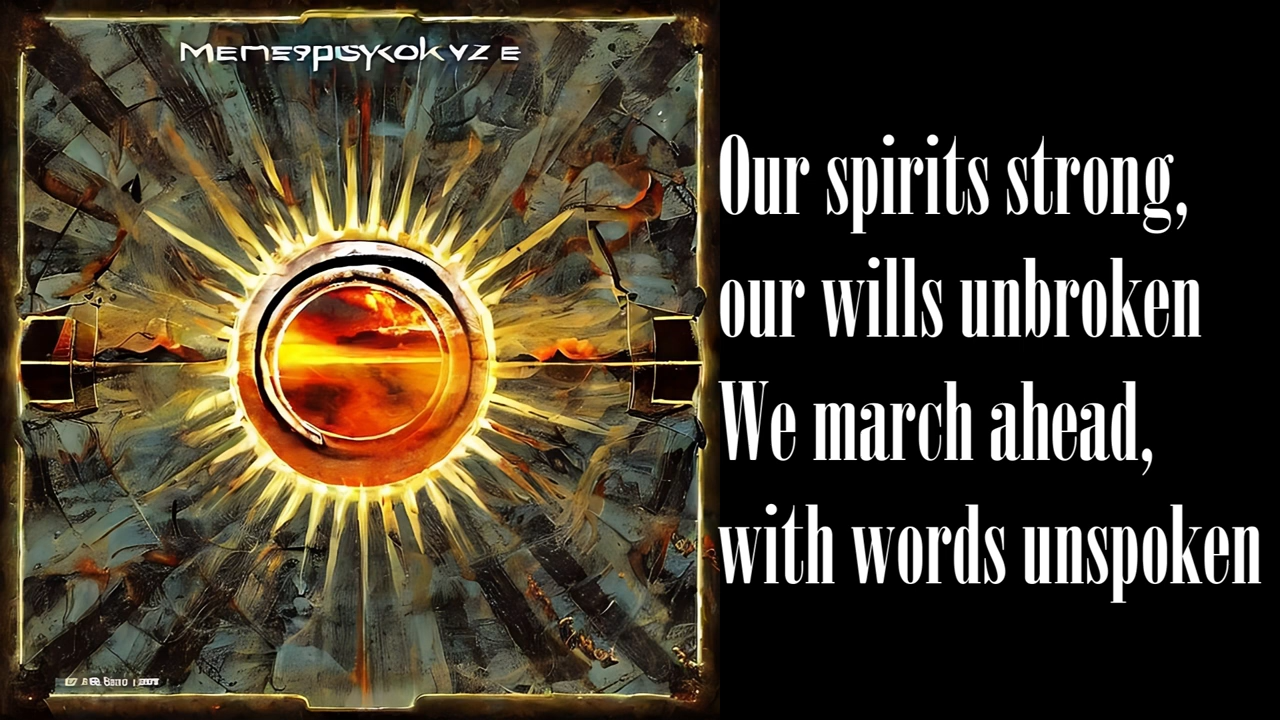 Our spirits strong,
our wills unbroken
We march ahead,
with words unspoken